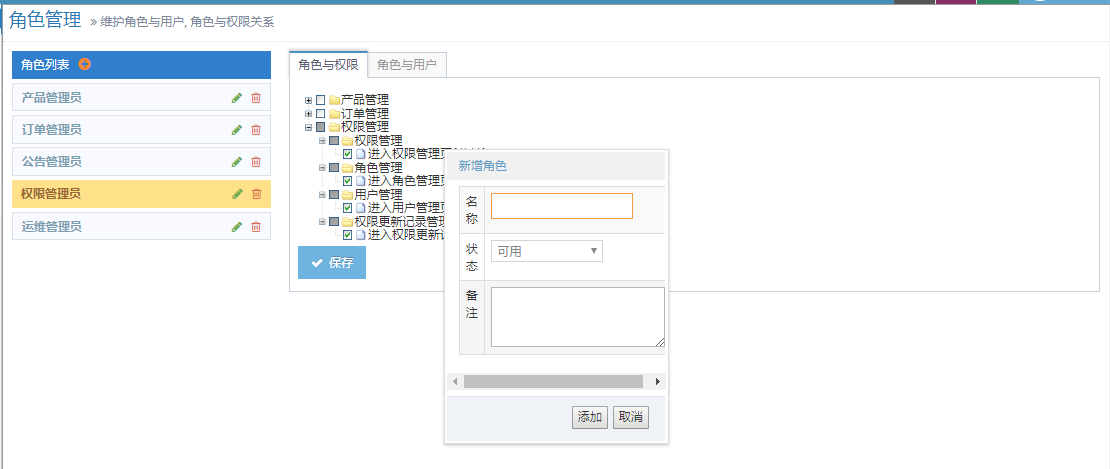 角色管理 » 维护角色与用户, 角色与权限关系
角色列表
产品管理员
订单管理员
公告管理员
权限管理员
运维管理员
角色与权限 角色与用户
产品管理
订单管理
权限管理
权限管理
进入权限管理页
角色管理
进入角色管理页
用户管理
进入用户管理页
权限更新记录管
进入权限更新
保存
新增角色
名称
状态 可用
备注
添加 取消